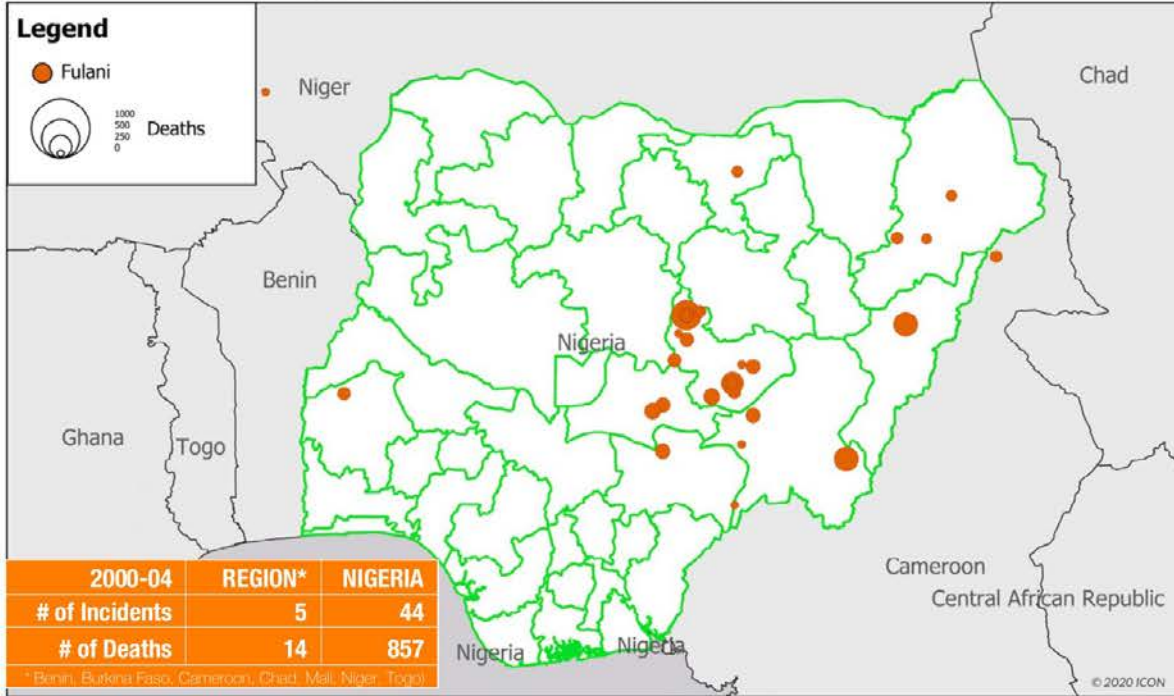 Legend
Fulani
1000
500
250
0
Deaths
Niger
Chad
Benin
Nigeria
Ghana
Togo
Cameroon
Central African Republic
Nigeria
Nigeria
2000-04 REGION* NIGERIA
# of Incidents 5 44
# of Deaths 14 857
* Benin, Burkina Faso, Cameroon, Chad, Mali, Niger, Togo)
© 2020 ICON